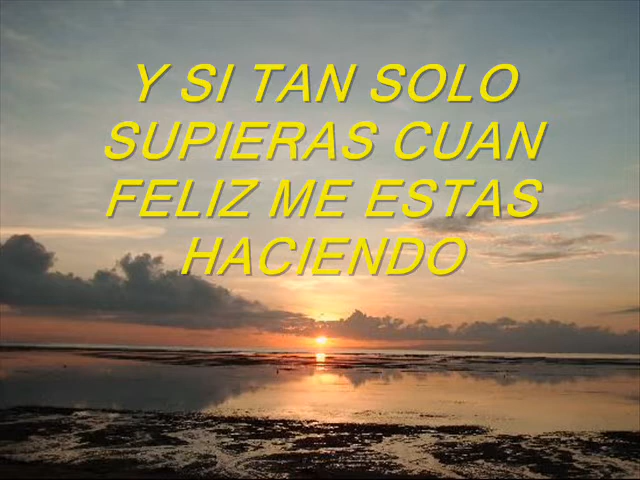 Y SI TAN SOLO
SUPIERAS CUAN
FELIZ ME ESTAS
HACIENDO